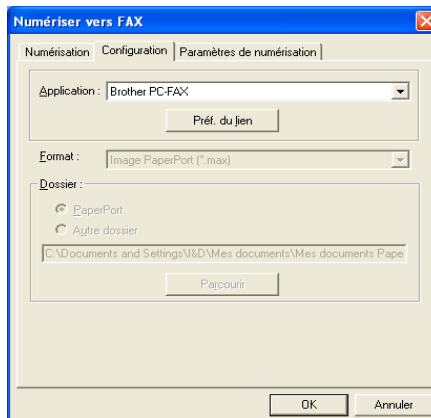 Numériser vers FAX
Numérisation Configuration Paramètres de numérisation
Application : Brother PC-FAX
Préf. du lien
Format : Image PaperPort (*.max)
Dossier :
PaperPort
Autre dossier
C:\Documents and Settings\I&D\Mes documents\Mes documents Pape
Parcourir
OK Annuler